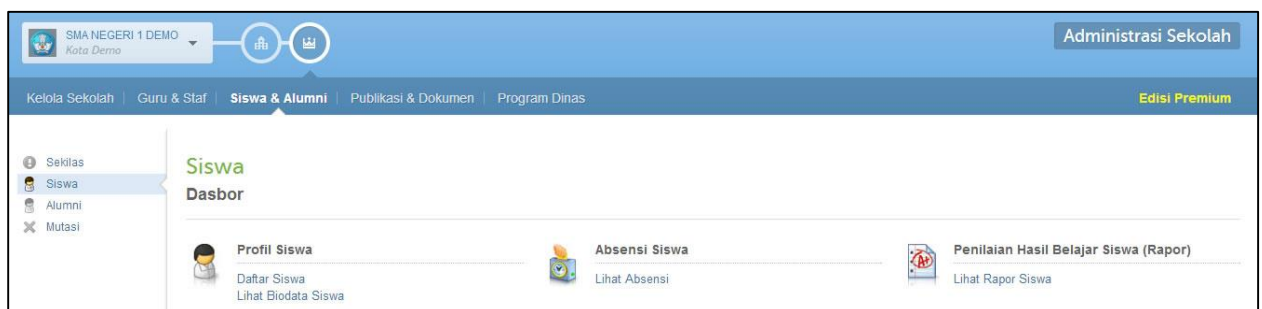 SMA NEGERI 1 DEMO
Kota Demo
Administrasi Sekolah
Kelola Sekolah | Guru & Staf | Siswa & Alumni | Publikasi & Dokumen | Program Dinas
Edisi Premium
Sekilas
Siswa
Alumni
Mutasi
Siswa
Dasbor
Profil Siswa
Daftar Siswa
Lihat Biodata Siswa
Absensi Siswa
Lihat Absensi
Penilaian Hasil Belajar Siswa (Rapor)
Lihat Rapor Siswa